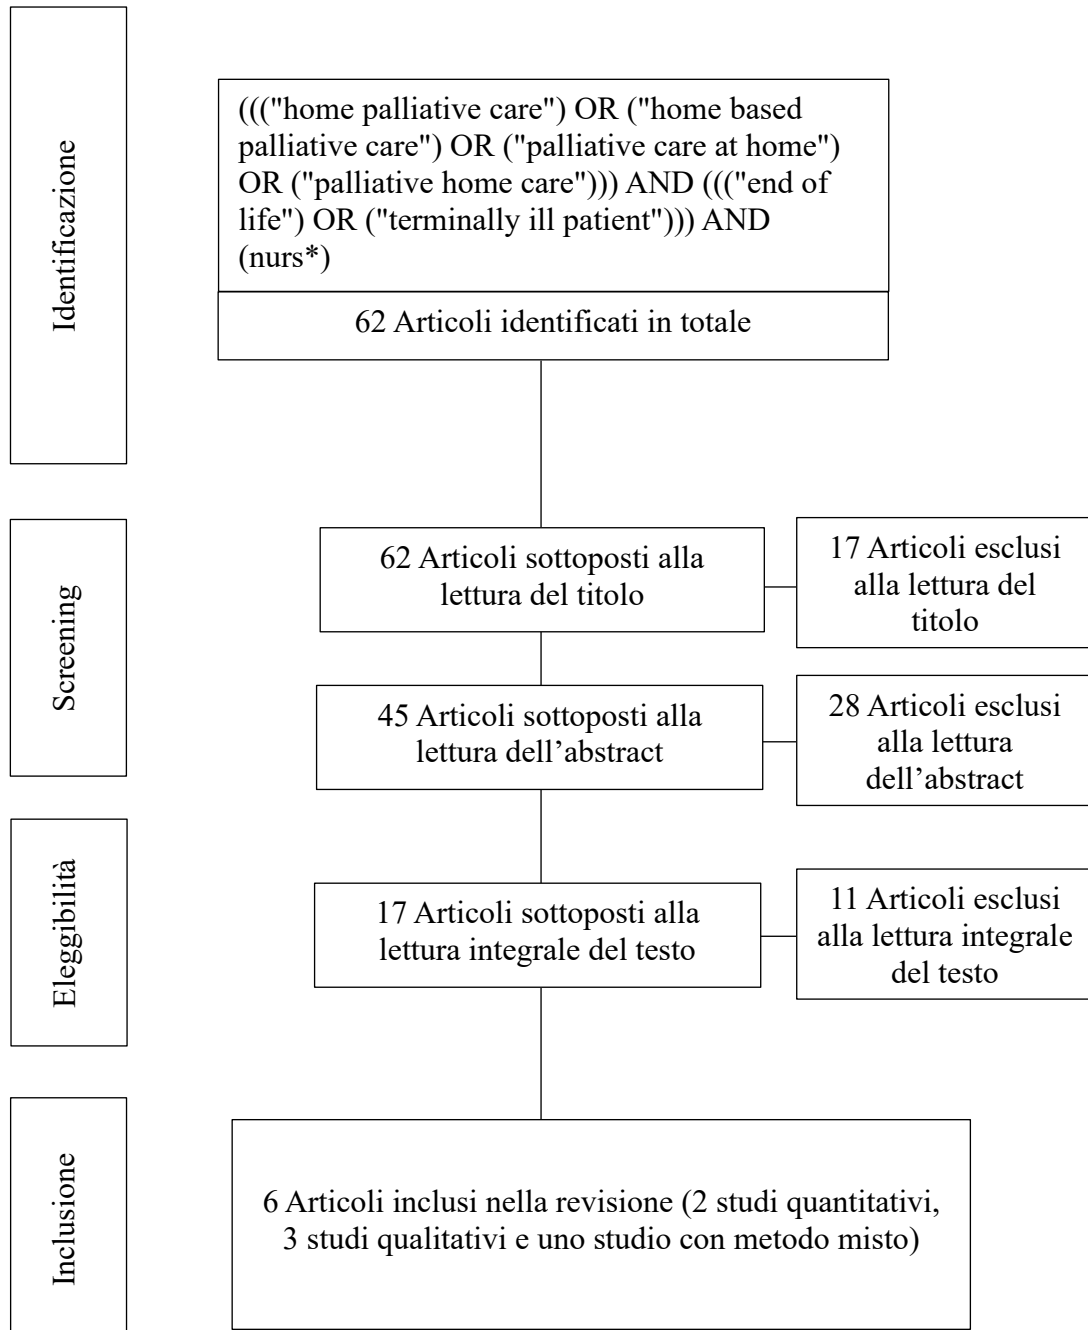 Identificazione
((("home palliative care") OR ("home based
palliative care") OR ("palliative care at home")
OR ("palliative home care"))) AND ((("end of
life") OR ("terminally ill patient"))) AND
(nurs*)
62 Articoli identificati in totale
Screening
62 Articoli sottoposti alla
lettura del titolo
17 Articoli esclusi
alla lettura del
titolo
45 Articoli sottoposti alla
lettura dell’abstract
28 Articoli esclusi
alla lettura
dell’abstract
Eleggibilità
17 Articoli sottoposti alla
lettura integrale del testo
11 Articoli esclusi
alla lettura integrale
del testo
Inclusione
6 Articoli inclusi nella revisione (2 studi quantitativi,
3 studi qualitativi e uno studio con metodo misto)